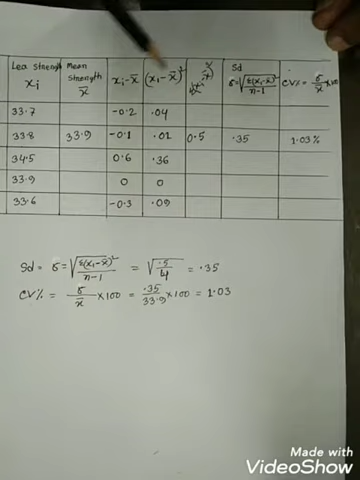 Lea Strength xi Mean Strength x̄ xi-x̄ (xi-x̄)² Sd σ=√Σ(xi-x̄)²/n-1 CV%=σ/x̄×100
33.7 -0.2 .04
33.8 33.9 -0.1 .01 0.5 .35 1.03%
34.5 0.6 .36
33.9 0 0
33.6 -0.3 .09
Sd = σ=√Σ(xi-x̄)²/n-1 = √.5/4 = .35
CV% = σ/x̄ ×100 = .35/33.9 ×100 = 1.03
Made with
VideoShow